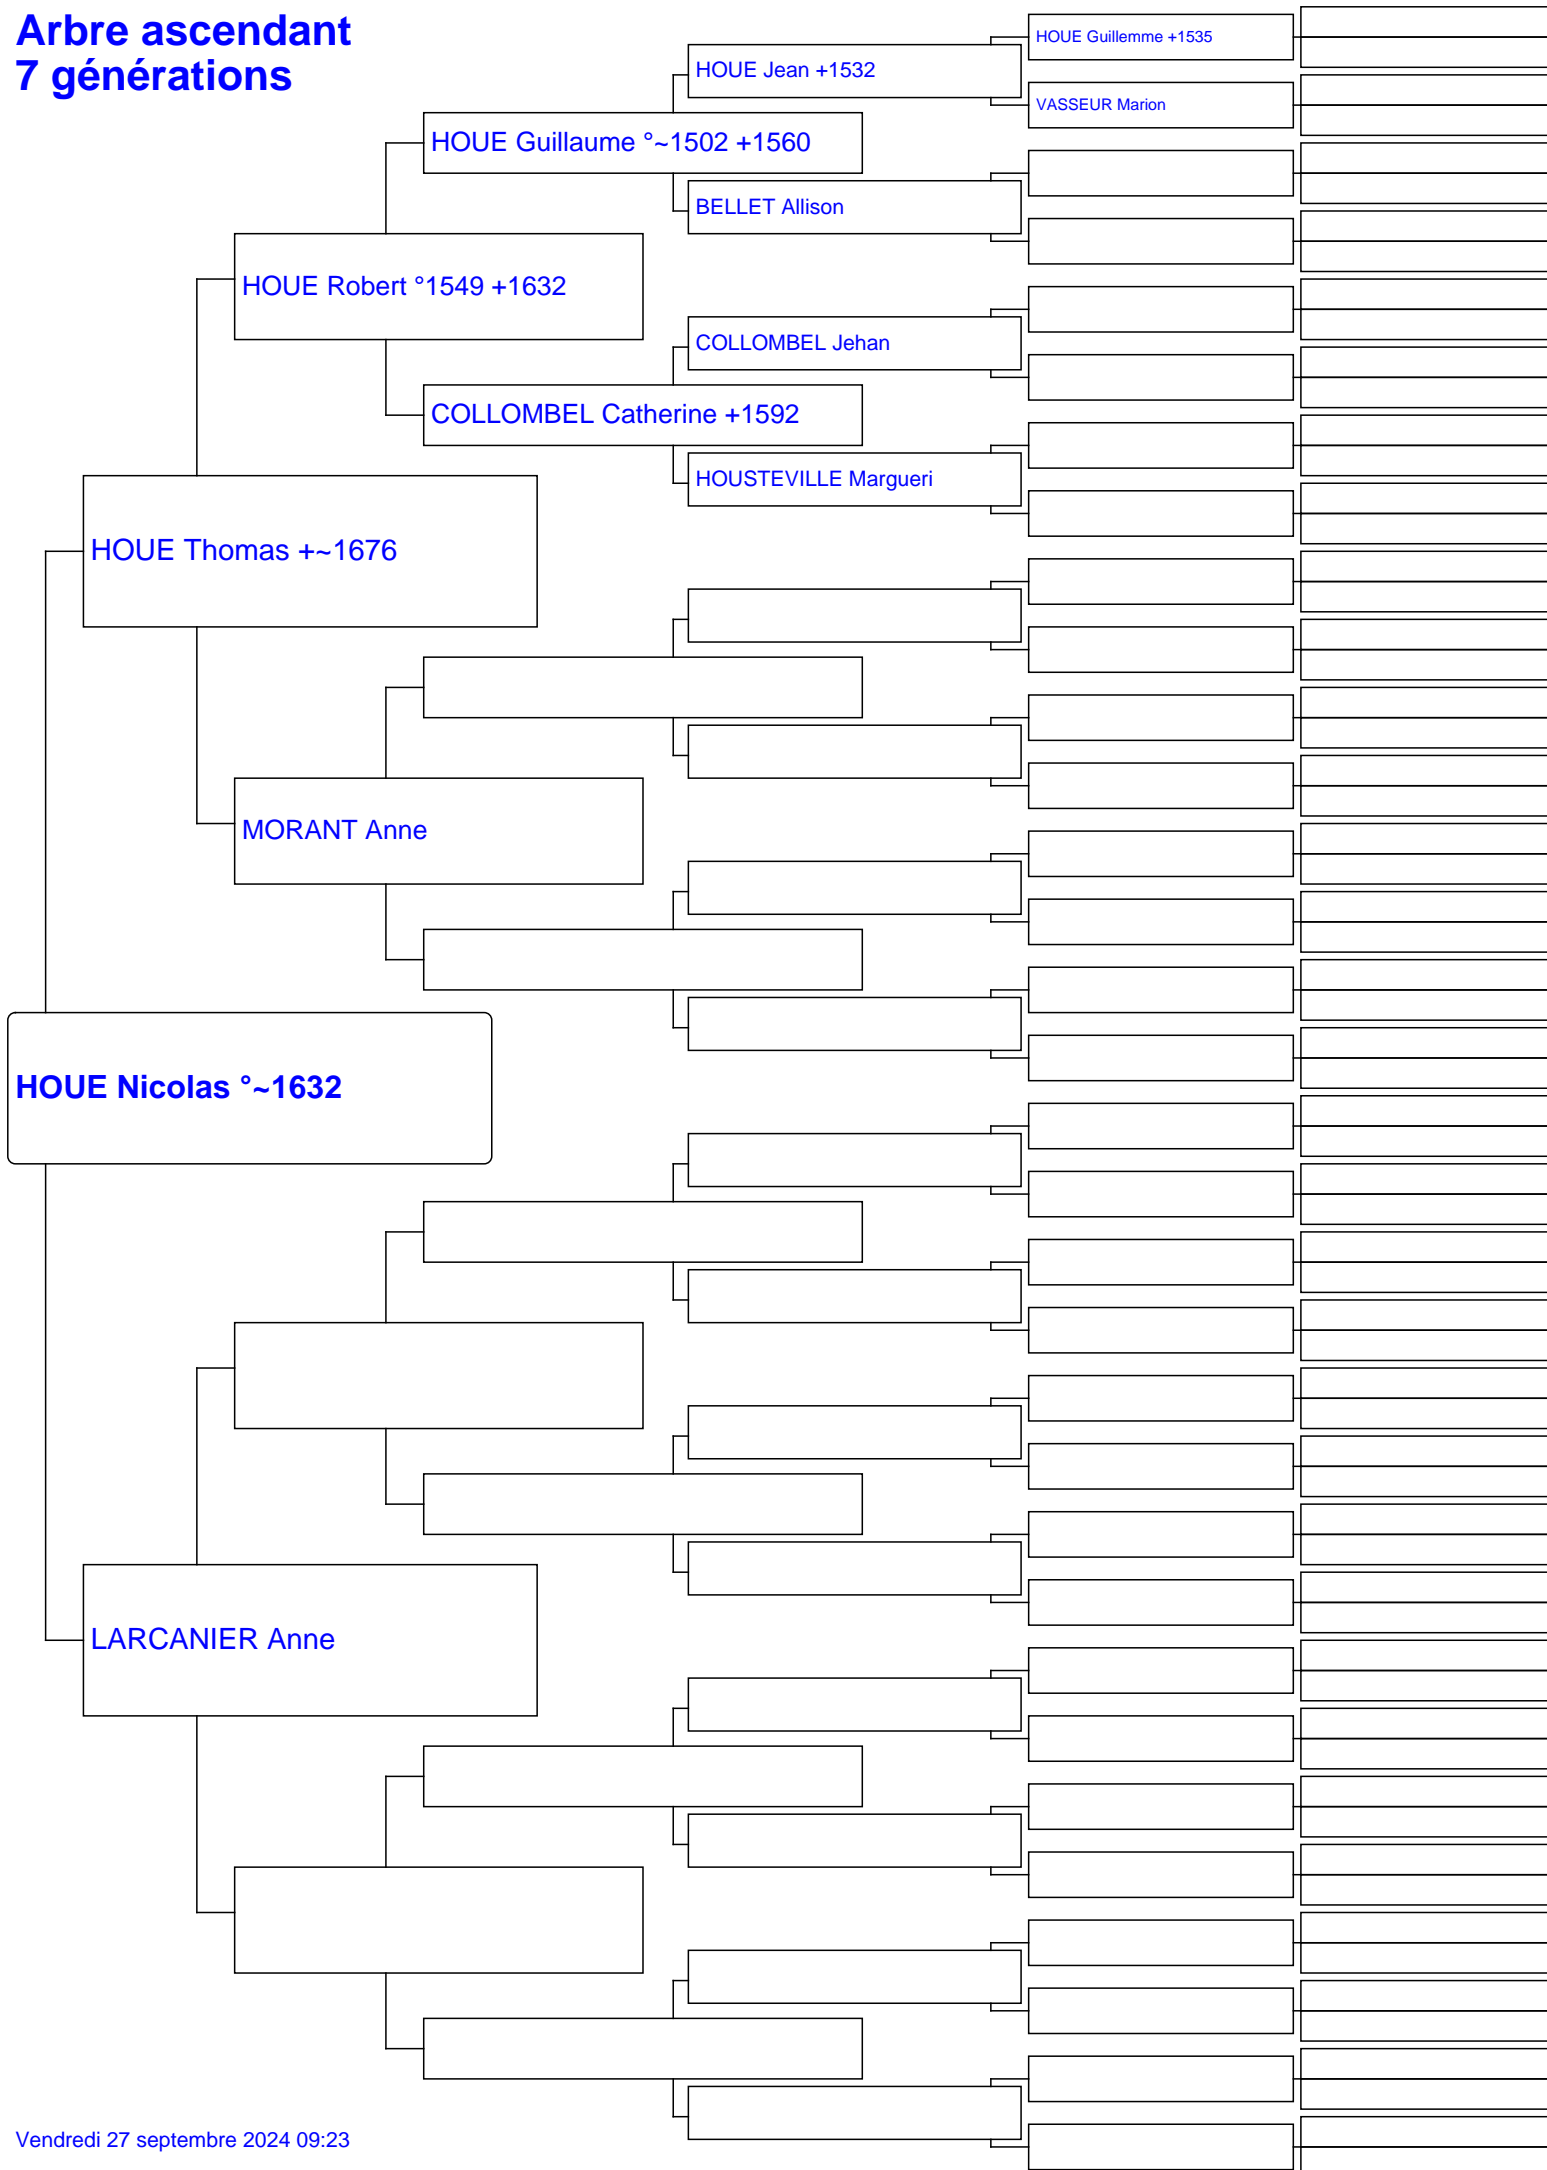 Arbre ascendant
7 générations
HOUE Guillemme +1535
HOUE Jean +1532
VASSEUR Marion
HOUE Guillaume °~1502 +1560
BELLET Allison
HOUE Robert °1549 +1632
COLLOMBEL Jehan
COLLOMBEL Catherine +1592
HOUSTEVILLE Margueri
HOUE Thomas +~1676
MORANT Anne
HOUE Nicolas °~1632
LARCANIER Anne
Vendredi 27 septembre 2024 09:23